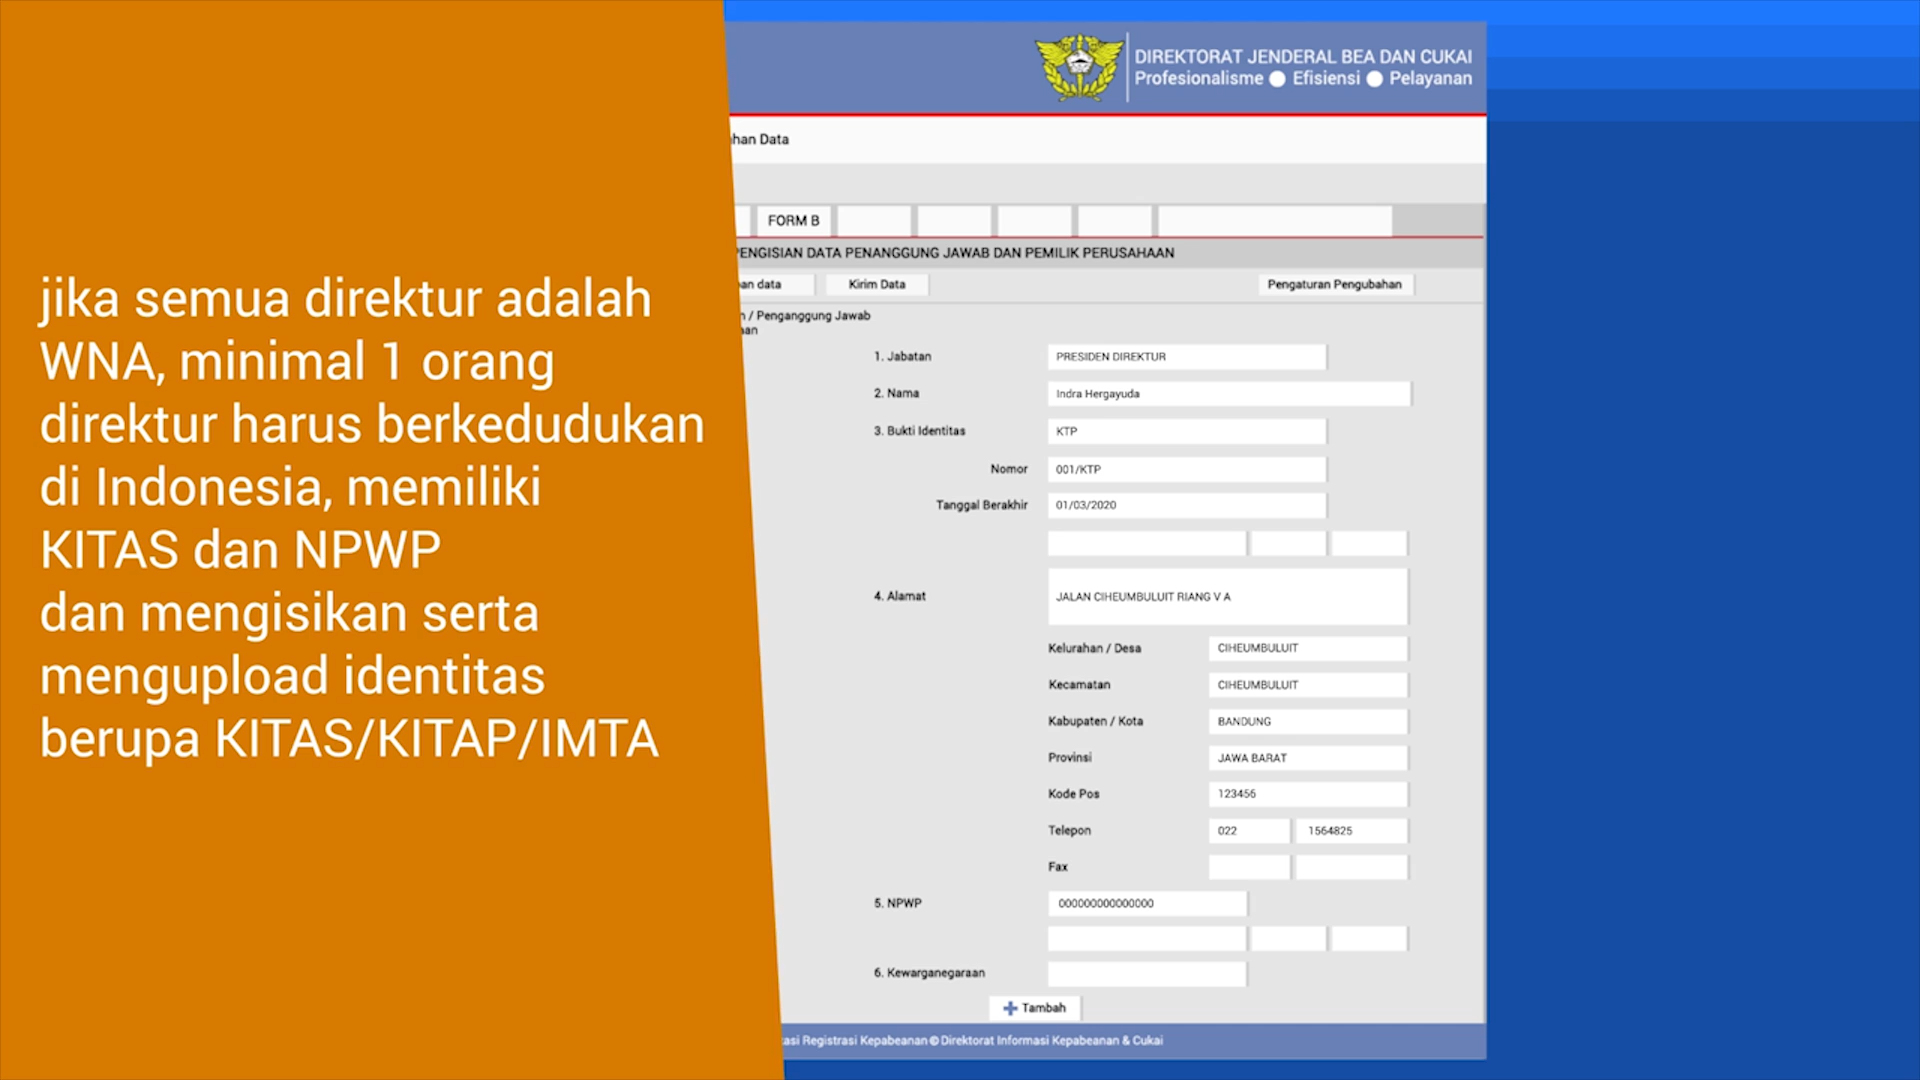 jika semua direktur adalah
WNA, minimal 1 orang
direktur harus berkedudukan
di Indonesia, memiliki
KITAS dan NPWP
dan mengisikan serta
mengupload identitas
berupa KITAS/KITAP/IMTA
DIREKTORAT JENDERAL BEA DAN CUKAI
Profesionalisme ● Efisiensi ● Pelayanan
Data
FORM B
DATA PENANGGUNG JAWAB DAN PEMILIK PERUSAHAAN
data Kirim Data Pengaturan Pengubahan
/ Penganggung Jawab
1. Jabatan PRESIDEN DIREKTUR
2. Nama Indra Hergayuda
3. Bukti Identitas KTP
Nomor 001/KTP
Tanggal Berakhir 01/03/2020
4. Alamat JALAN CIHEUMBULUIT RIANG V A
Kelurahan / Desa CIHEUMBULUIT
Kecamatan CIHEUMBULUIT
Kabupaten / Kota BANDUNG
Provinsi JAWA BARAT
Kode Pos 123456
Telepon 022 1564825
Fax
5. NPWP 000000000000000
6. Kewarganegaraan
Tambah
Registrasi Kepabeanan © Direktorat Informasi Kepabeanan & Cukai